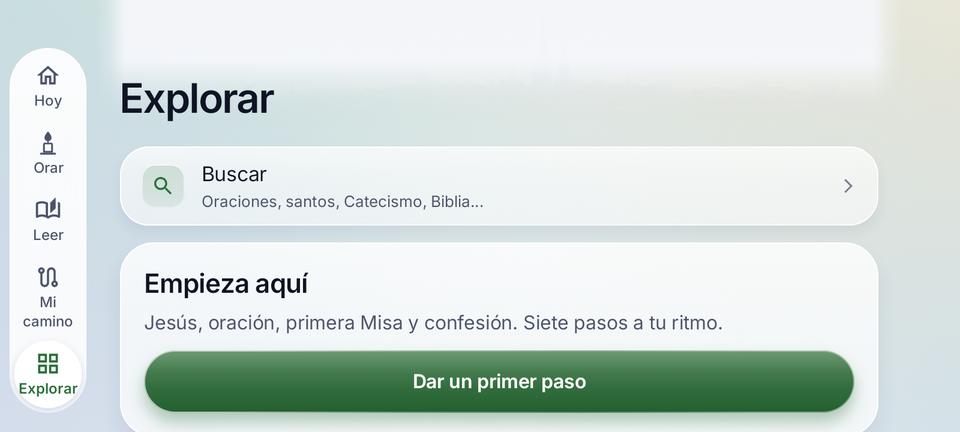 Hoy
Orar
Leer
Mi
camino
Explorar
Explorar
Buscar
Oraciones, santos, Catecismo, Biblia...
Empieza aquí
Jesús, oración, primera Misa y confesión. Siete pasos a tu ritmo.
Dar un primer paso